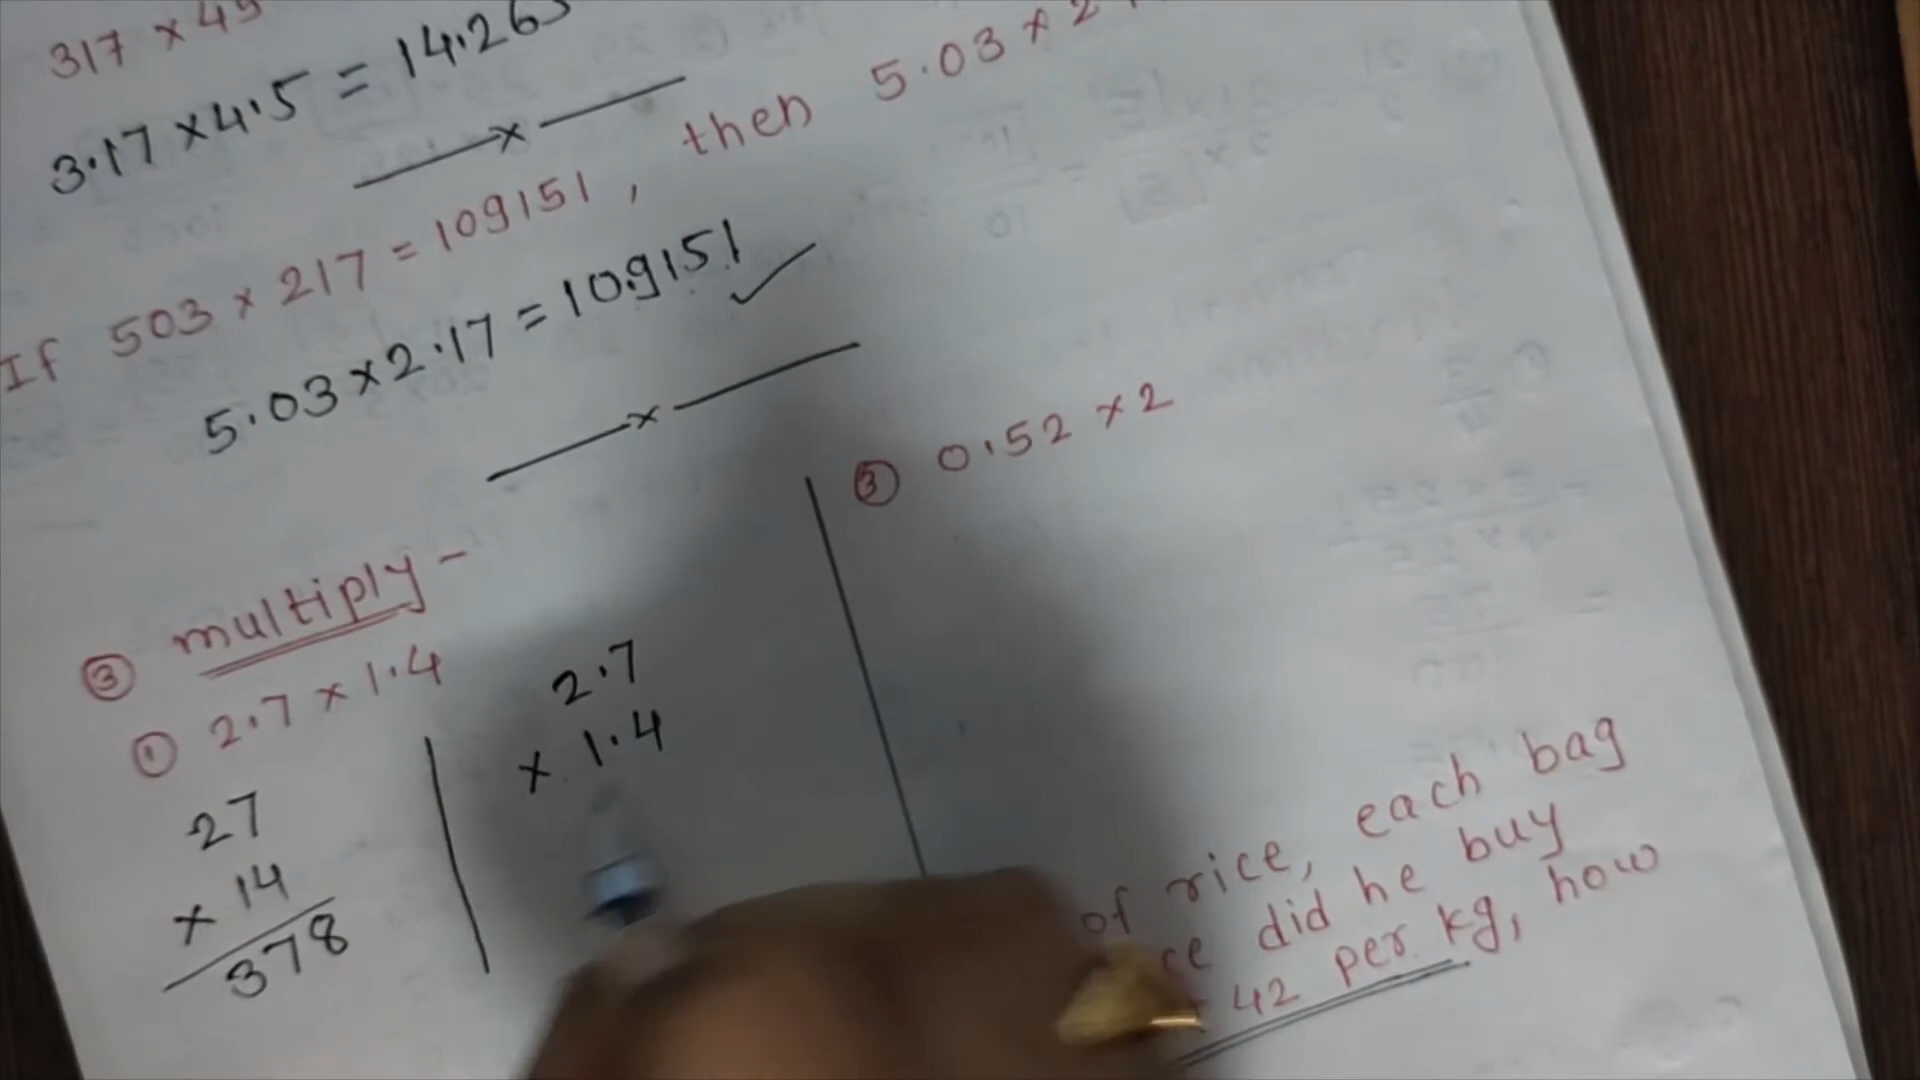 317 × 45
3.17 × 4.5 = 14.265
If 503 × 217 = 109151, then 5.03 × 2
5.03 × 2.17 = 10.9151 ✓
③ multiply -
① 2.7 × 1.4
27
× 14
378
2.7
× 1.4
③ 0.52 × 2
of rice, each bag
did he buy
42 per kg, how